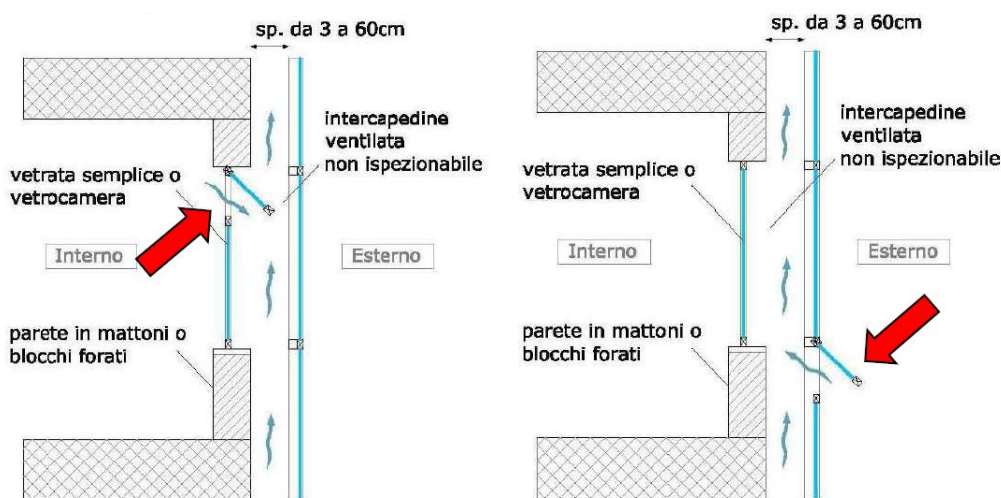 sp. da 3 a 60cm
intercapedine
ventilata
non ispezionabile
vetrata semplice o
vetrocamera
Interno
Esterno
parete in mattoni o
blocchi forati
sp. da 3 a 60cm
intercapedine
ventilata
non ispezionabile
vetrata semplice o
vetrocamera
Interno
Esterno
parete in mattoni o
blocchi forati